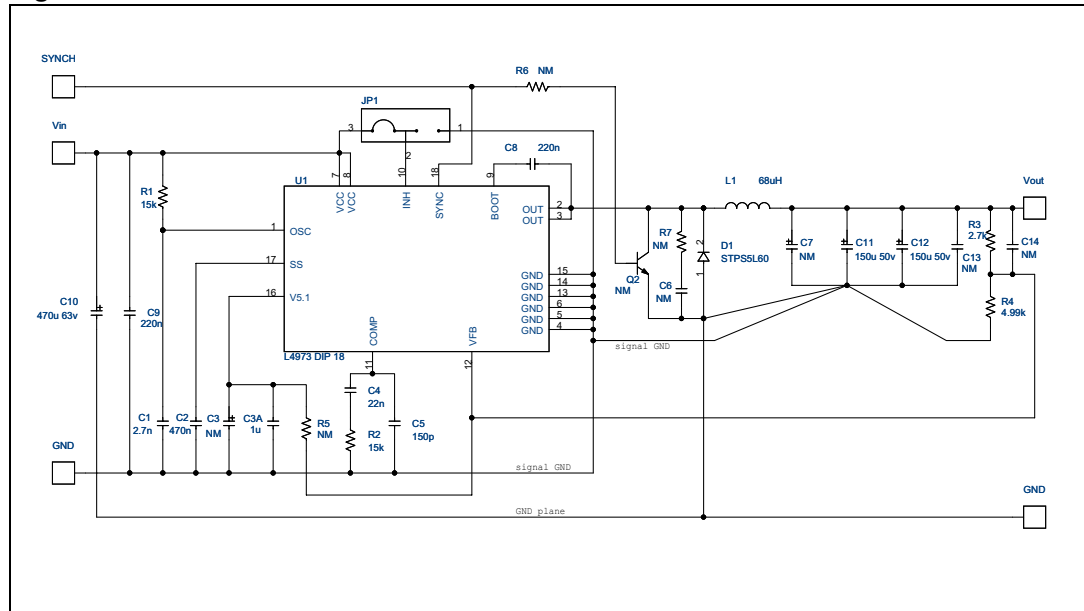 SYNCH
R6 NM
JP1
3
1
2
Vin
C8 220n
U1
7
8
10
18
9
VCC
VCC
INH
SYNC
BOOT
L1 68uH
Vout
R1
15k
OUT 2
OUT 3
1 OSC
R7
NM
2
D1
STPS5L60
1
C7
NM
C11
150u 50v
C12
150u 50v
C13
NM
R3
2.7k
C14
NM
17 SS
Q2
NM
C6
NM
16 V5.1
GND 15
GND 14
GND 13
GND 6
GND 5
GND 4
C10
470u 63v
C9
220n
R4
4.99k
COMP
VFB
signal GND
L4973 DIP 18
11
12
C4
22n
C1
2.7n
C2
470n
C3
NM
C3A
1u
R5
NM
R2
15k
C5
150p
GND
signal GND
GND plane
GND